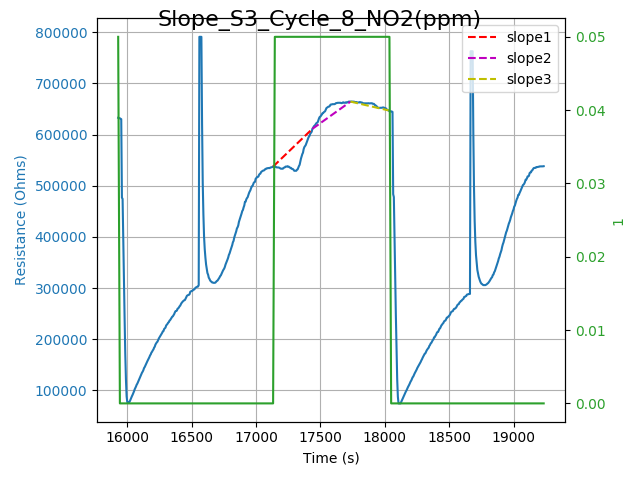 Slope_S3_Cycle_8_NO2(ppm)
800000
700000
600000
500000
400000
300000
200000
100000
Resistance (Ohms)
slope1
slope2
slope3
0.05
0.04
0.03
0.02
0.01
0.00
1
16000 16500 17000 17500 18000 18500 19000
Time (s)